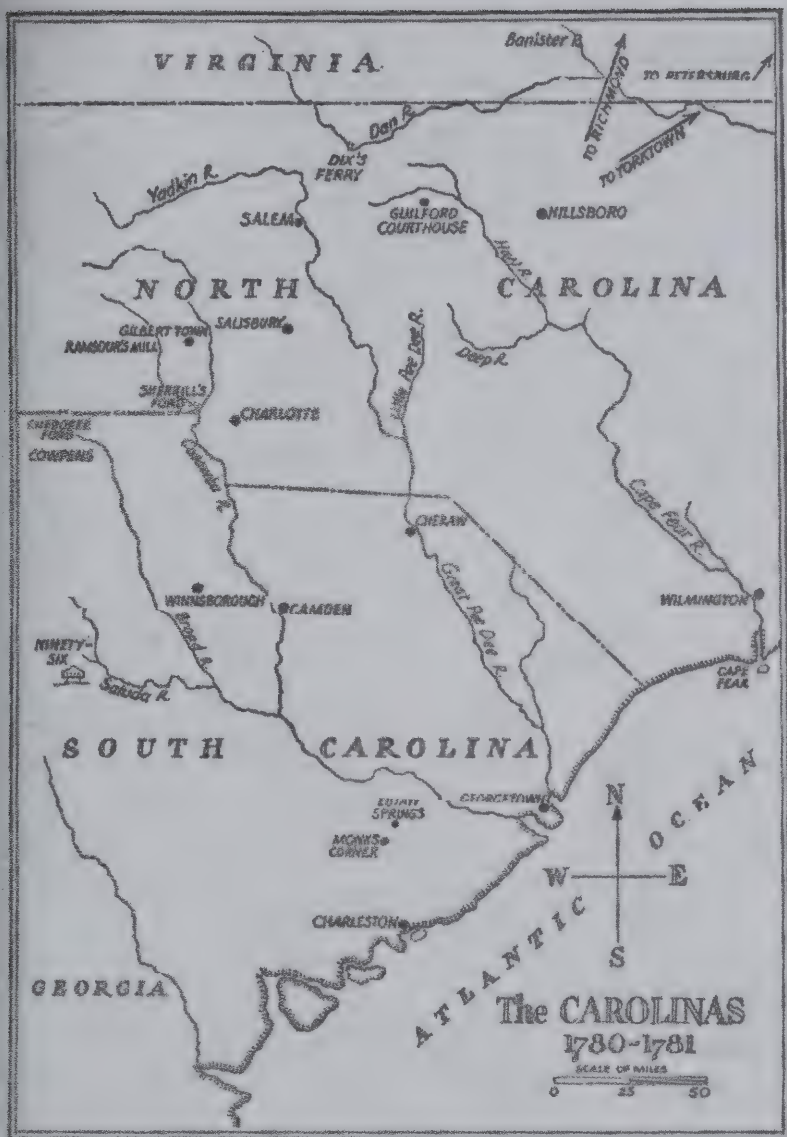 VIRGINIA
Banister R.
TO RICHMOND
TO PETERSBURG
TO YORKTOWN
Dan R.
DIX'S
FERRY
Yadkin R.
SALEM
GUILFORD
COURTHOUSE
HILLSBORO
Haw R.
NORTH CAROLINA
GILBERT TOWN
RAMSOUR'S MILL
SALISBURY
Little Pee Dee R.
Deep R.
SHERRILL'S
FORD
CHEROKEE
FORD
COWPENS
CHARLOTTE
Catawba R.
CHERAW
Cape Fear R.
WINNSBOROUGH
CAMDEN
Great Pee Dee R.
WILMINGTON
NINETY-
SIX
Broad R.
Saluda R.
CAPE
FEAR
SOUTH CAROLINA
GEORGETOWN
EUTAW
SPRINGS
MONK'S
CORNER
N
W E
S
CHARLESTON
ATLANTIC OCEAN
GEORGIA
The CAROLINAS
1780-1781
SCALE OF MILES
0 25 50